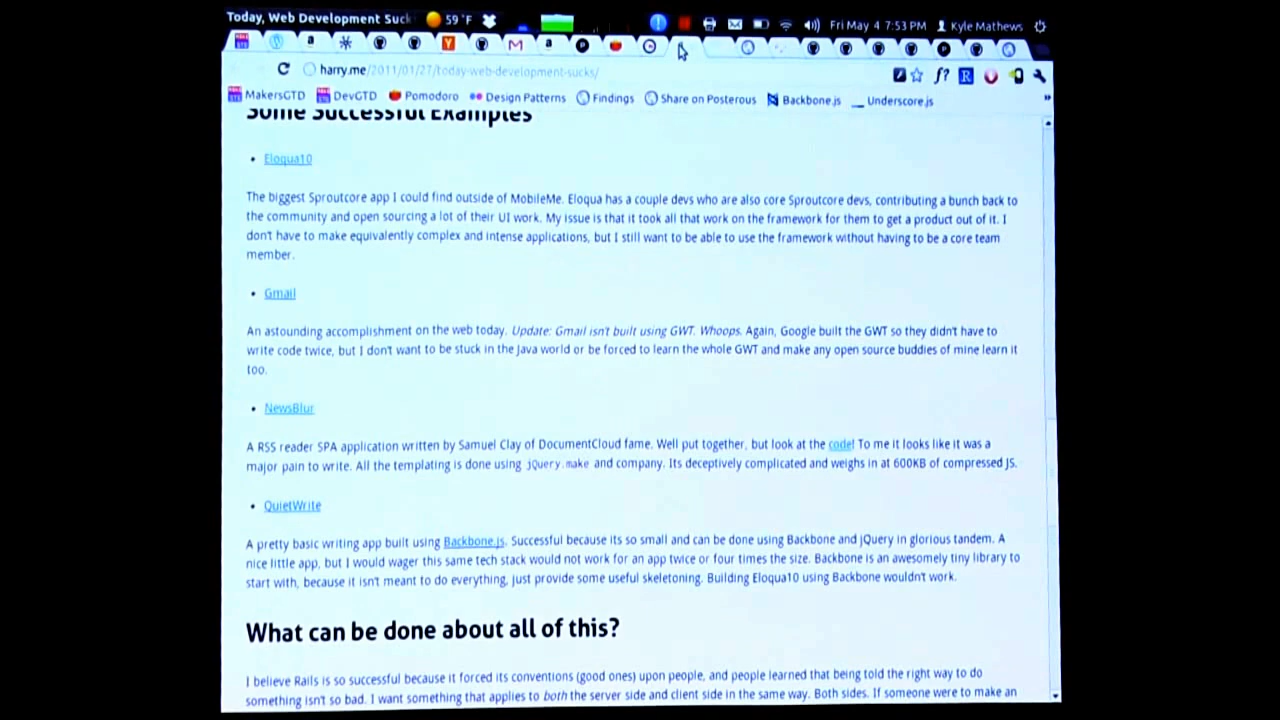 Today, Web Development Suck
59 °F
Fri May 4 7:53 PM
Kyle Mathews
harry.me/2011/01/27/today-web-development-sucks/
MakersGTD
DevGTD
Pomodoro
Design Patterns
Findings
Share on Posterous
Backbone.js
Underscore.js
Some Successful Examples
• Eloqua10
The biggest Sproutcore app I could find outside of MobileMe. Eloqua has a couple devs who are also core Sproutcore devs, contributing a bunch back to
the community and open sourcing a lot of their UI work. My issue is that it took all that work on the framework for them to get a product out of it. I
don't have to make equivalently complex and intense applications, but I still want to be able to use the framework without having to be a core team
member.
• Gmail
An astounding accomplishment on the web today. Update: Gmail isn't built using GWT. Whoops. Again, Google built the GWT so they didn't have to
write code twice, but I don't want to be stuck in the Java world or be forced to learn the whole GWT and make any open source buddies of mine learn it
too.
• NewsBlur
A RSS reader SPA application written by Samuel Clay of DocumentCloud fame. Well put together, but look at the code! To me it looks like it was a
major pain to write. All the templating is done using jQuery.make and company. Its deceptively complicated and weighs in at 600KB of compressed JS.
• QuietWrite
A pretty basic writing app built using Backbone.js. Successful because its so small and can be done using Backbone and jQuery in glorious tandem. A
nice little app, but I would wager this same tech stack would not work for an app twice or four times the size. Backbone is an awesomely tiny library to
start with, because it isn't meant to do everything, just provide some useful skeletoning. Building Eloqua10 using Backbone wouldn't work.
What can be done about all of this?
I believe Rails is so successful because it forced its conventions (good ones) upon people, and people learned that being told the right way to do
something isn't so bad. I want something that applies to both the server side and client side in the same way. Both sides. If someone were to make an